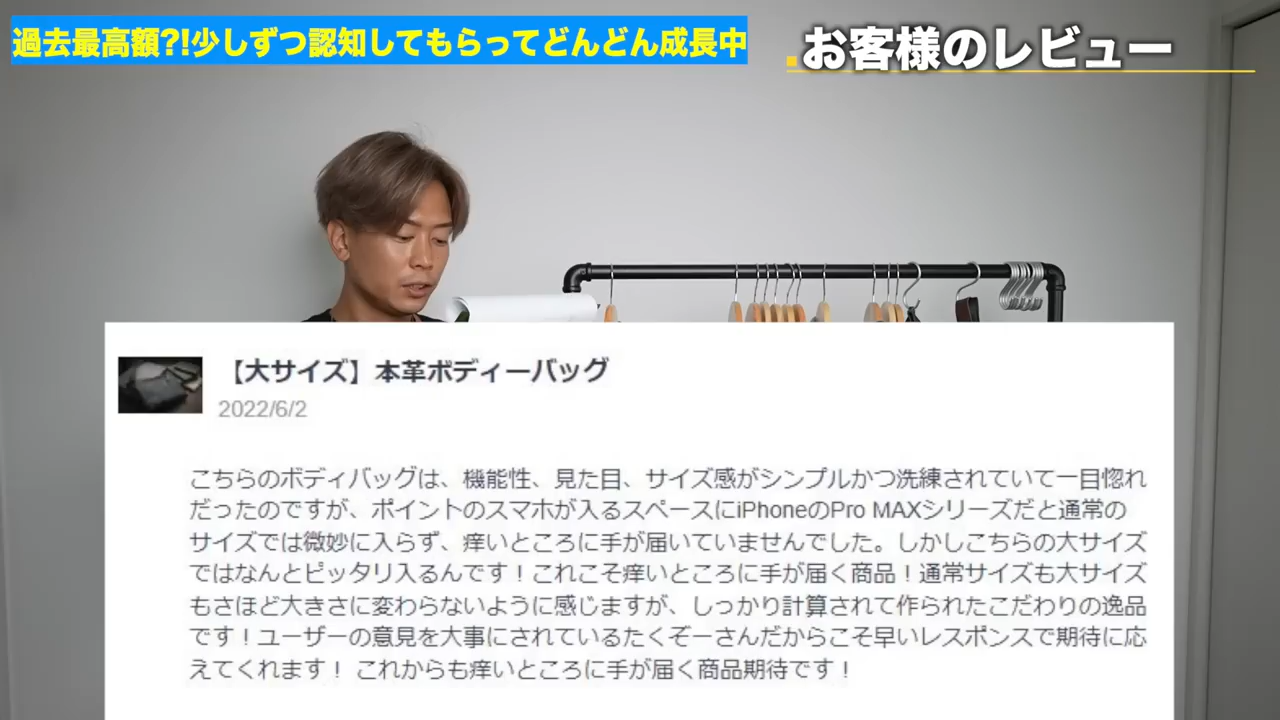 過去最高額?!少しずつ認知してもらってどんどん成長中
お客様のレビュー
【大サイズ】本革ボディーバッグ
2022/6/2
こちらのボディバッグは、機能性、見た目、サイズ感がシンプルかつ洗練されていて一目惚れ
だったのですが、ポイントのスマホが入るスペースにiPhoneのPro MAXシリーズだと通常の
サイズでは微妙に入らず、痒いところに手が届いていませんでした。しかしこちらの大サイズ
ではなんとピッタリ入るんです！これこそ痒いところに手が届く商品！通常サイズも大サイズ
もさほど大きさに変わらないように感じますが、しっかり計算されて作られたこだわりの逸品
です！ユーザーの意見を大事にされているたくぞーさんだからこそ早いレスポンスで期待に応
えてくれます！ これからも痒いところに手が届く商品期待です！